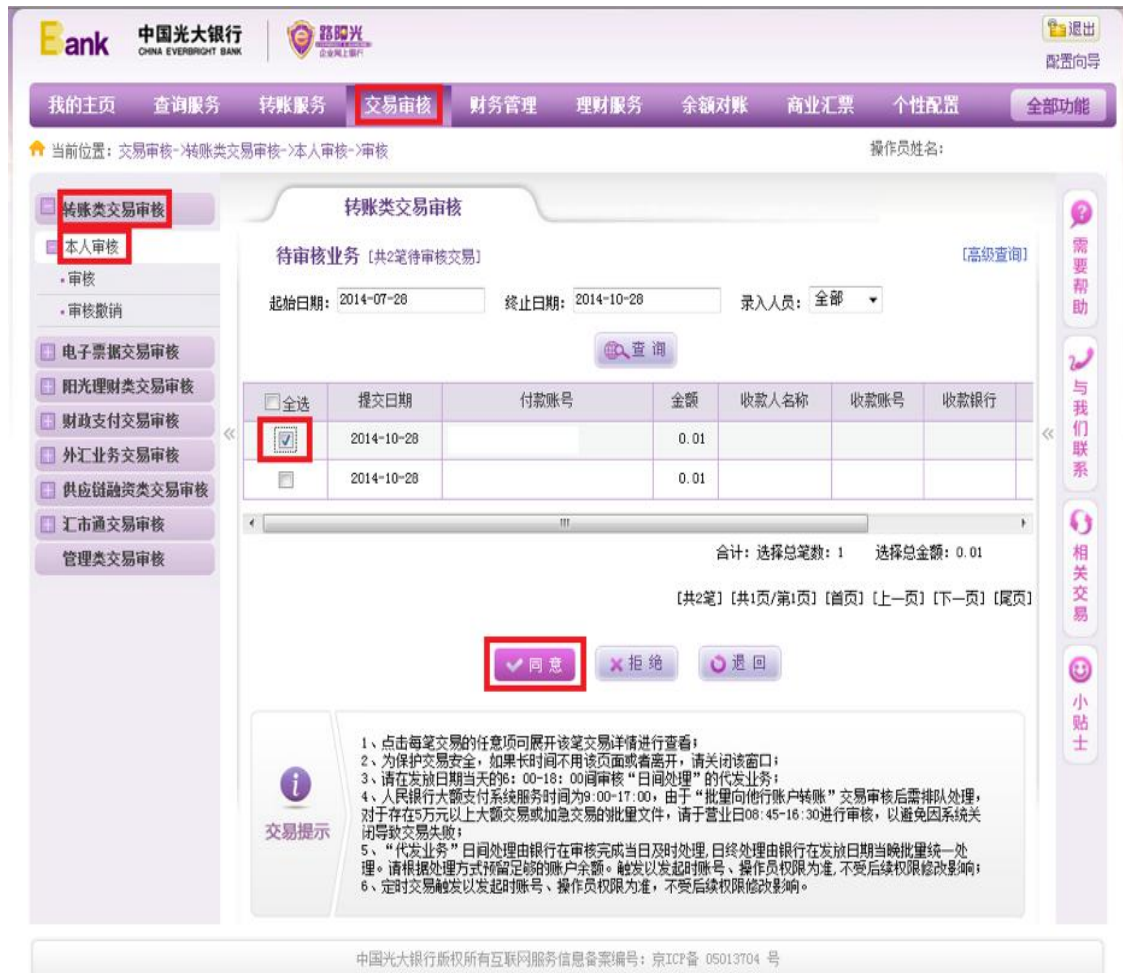 Bank 中国光大银行 退出
CHINA EVERBRIGHT BANK
配置向导
我的主页 查询服务 转账服务 交易审核 财务管理 理财服务 余额对账 商业汇票 个性配置 全部功能
当前位置：交易审核->转账类交易审核->本人审核->审核 操作员姓名：
转账类交易审核
本人审核
·审核
·审核撤销
电子票据交易审核
阳光理财类交易审核
财政支付交易审核
外汇业务交易审核
供应链融资类交易审核
汇市通交易审核
管理类交易审核
转账类交易审核
待审核业务 [共2笔待审核交易] [高级查询]
起始日期：2014-07-28 终止日期：2014-10-28 录入人员：全部
查 询
全选 提交日期 付款账号 金额 收款人名称 收款账号 收款银行
2014-10-28 0.01
2014-10-28 0.01
合计：选择总笔数：1 选择总金额：0.01
[共2笔] [共1页/第1页] [首页] [上一页] [下一页] [尾页]
同 意 拒 绝 退 回
交易提示
1、点击每笔交易的任意项可展开该笔交易详情进行查看；
2、为保护交易安全，如果长时间不用该页面或者离开，请关闭该窗口；
3、请在发放日期当天的6：00-18：00间审核“日间处理”的代发业务；
4、人民银行大额支付系统服务时间为9:00-17:00，由于“批量向他行账户转账”交易审核后需排队处理，
对于存在5万元以上大额交易或加急交易的批量文件，请于营业日08:45-16:30进行审核，以避免因系统关
闭导致交易失败；
5、“代发业务”日间处理由银行在审核完成当日及时处理,日终处理由银行在发放日期当晚批量统一处
理。请根据处理方式预留足够的账户余额。触发以发起时账号、操作员权限为准,不受后续权限修改影响；
6、定时交易触发以发起时账号、操作员权限为准，不受后续权限修改影响。
需要帮助
与我们联系
相关交易
小贴士
中国光大银行版权所有互联网服务信息备案编号：京ICP备 05013704 号